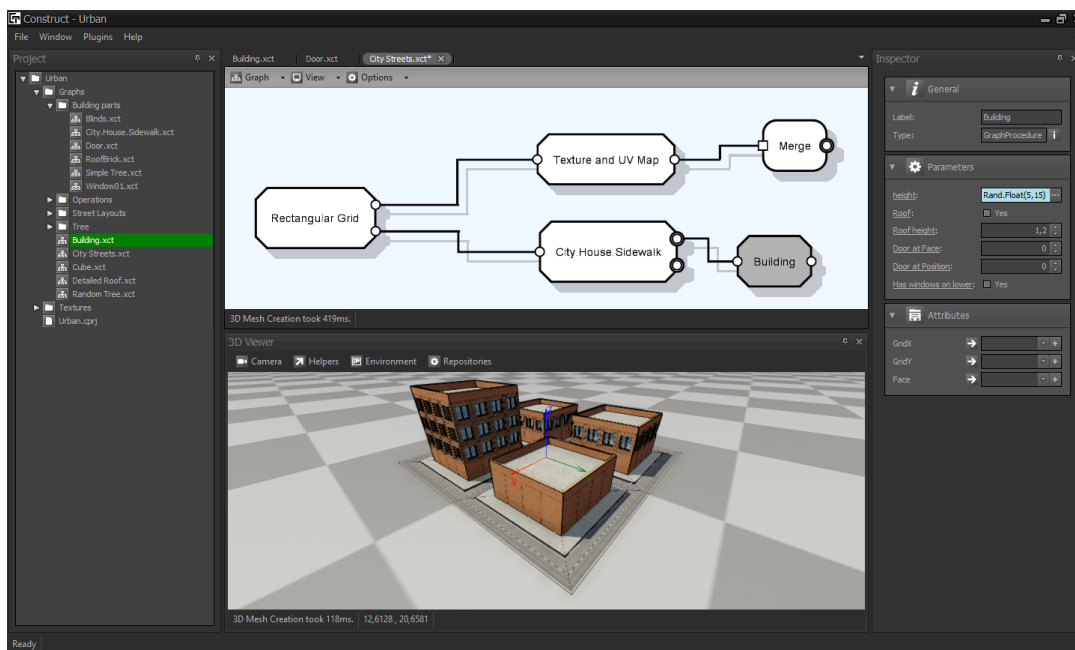 Construct - Urban
File Window Plugins Help
Project
Urban
Graphs
Building parts
Blinds.xct
City.House.Sidewalk.xct
Door.xct
RoofBrick.xct
Simple Tree.xct
Window01.xct
Operations
Street Layouts
Tree
Building.xct
City Streets.xct
Cube.xct
Detailed Roof.xct
Random Tree.xct
Textures
Urban.cprj
Building.xct Door.xct City Streets.xct*
Graph View Options
Rectangular Grid
Texture and UV Map
Merge
City.House.Sidewalk
Building
3D Mesh Creation took 419ms.
3D Viewer
Camera Helpers Environment Repositories
X
3D Mesh Creation took 118ms. 12,6128 , 20,6581
Inspector
General
Label: Building
Type: GraphProcedure
Parameters
height: Rand.Float(5,15) ...
Roof: Yes
Roof height: 1,2
Door at Face: 0
Door at Position: 0
Has windows on lower: Yes
Attributes
GridX
GridY
Face
Ready